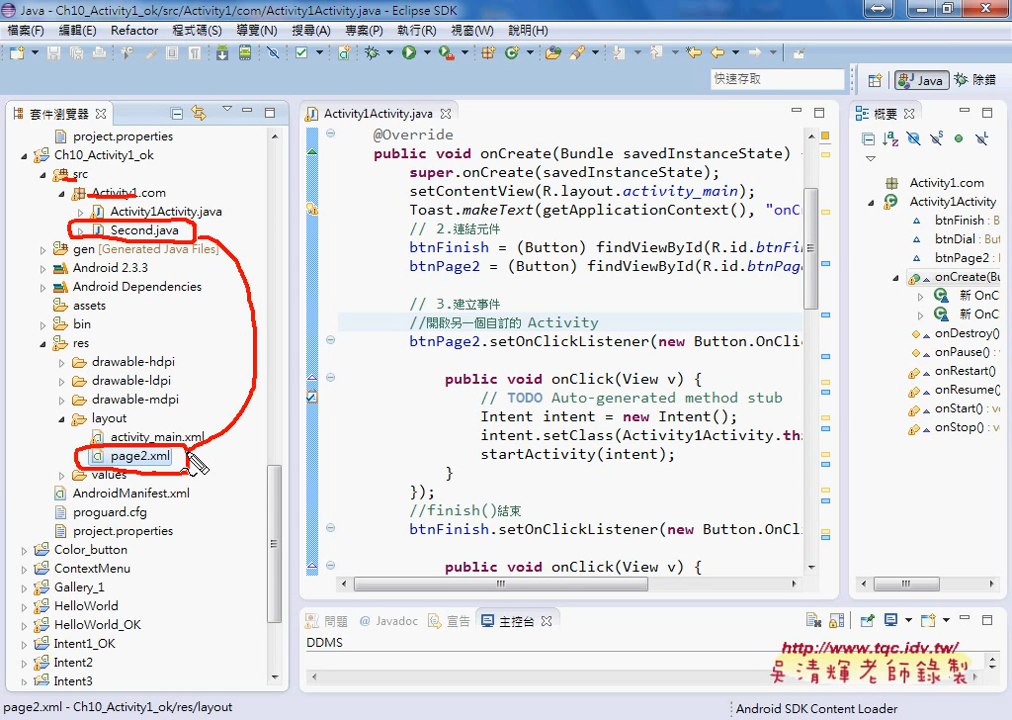 Java - Ch10_Activity1_ok/src/Activity1/com/Activity1Activity.java - Eclipse SDK
檔案(F) 編輯(E) Refactor 程式碼(S) 導覽(N) 搜尋(A) 專案(P) 執行(R) 視窗(W) 說明(H)
快速存取
Java
除錯
套件瀏覽器
project.properties
Ch10_Activity1_ok
src
Activity1.com
Activity1Activity.java
Second.java
gen [Generated Java Files]
Android 2.3.3
Android Dependencies
assets
bin
res
drawable-hdpi
drawable-ldpi
drawable-mdpi
layout
activity_main.xml
page2.xml
values
AndroidManifest.xml
proguard.cfg
project.properties
Color_button
ContextMenu
Gallery_1
HelloWorld
HelloWorld_OK
Intent1_OK
Intent2
Intent3
Activity1Activity.java
@Override
public void onCreate(Bundle savedInstanceState)
super.onCreate(savedInstanceState);
setContentView(R.layout.activity_main);
Toast.makeText(getApplicationContext(), "onC
// 2.連結元件
btnFinish = (Button) findViewById(R.id.btnFi
btnPage2 = (Button) findViewById(R.id.btnPag
// 3.建立事件
//開啟另一個自訂的 Activity
btnPage2.setOnClickListener(new Button.OnCli
public void onClick(View v) {
// TODO Auto-generated method stub
Intent intent = new Intent();
intent.setClass(Activity1Activity.th
startActivity(intent);
}
});
//finish()結束
btnFinish.setOnClickListener(new Button.OnCl
public void onClick(View v) {
概要
Activity1.com
Activity1Activity
btnFinish : B
btnDial : But
btnPage2 : B
onCreate(Bu
新 OnC
新 OnC
onDestroy()
onPause() :
onRestart()
onResume(
onStart() : v
onStop() : v
問題 @ Javadoc 宣告 主控台
DDMS
http://www.tqc.idv.tw/
吳清輝老師錄製
page2.xml - Ch10_Activity1_ok/res/layout
Android SDK Content Loader